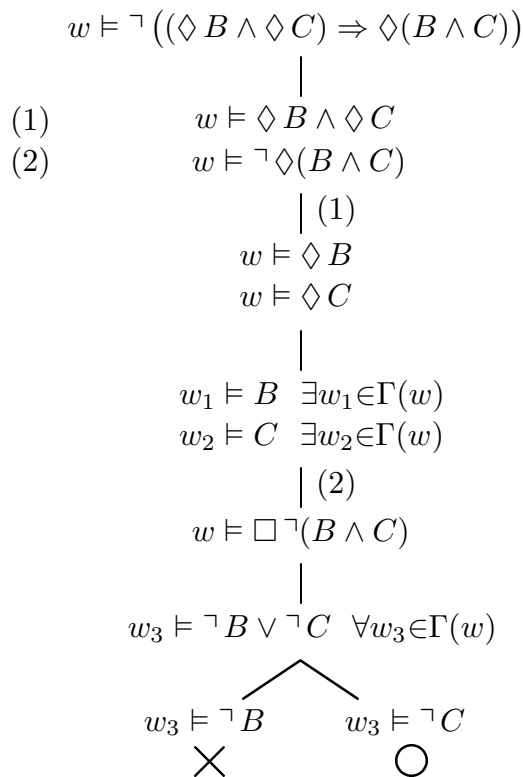 w ⊨ ¬((◇B ∧ ◇C) ⇒ ◇(B ∧ C))
(1) w ⊨ ◇B ∧ ◇C
(2) w ⊨ ¬◇(B ∧ C)
(1)
w ⊨ ◇B
w ⊨ ◇C
w₁ ⊨ B ∃w₁∈Γ(w)
w₂ ⊨ C ∃w₂∈Γ(w)
(2)
w ⊨ □¬(B ∧ C)
w₃ ⊨ ¬B ∨ ¬C ∀w₃∈Γ(w)
w₃ ⊨ ¬B w₃ ⊨ ¬C